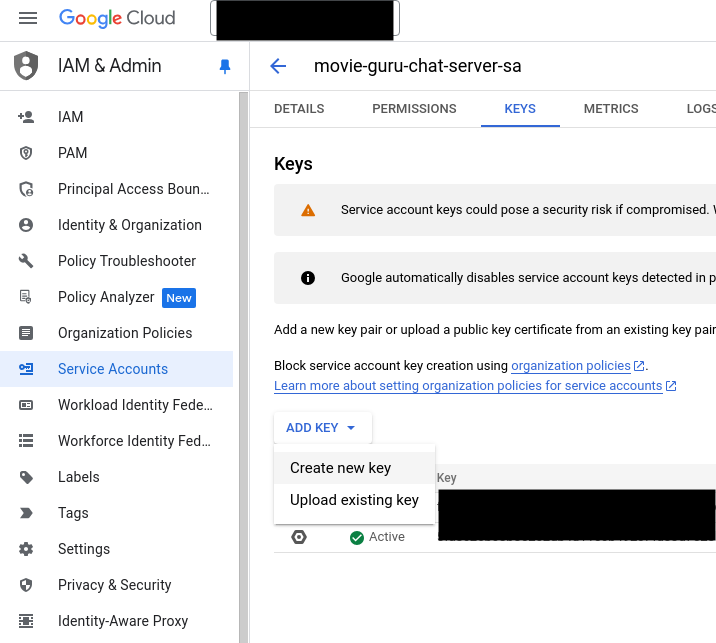 Google Cloud
IAM & Admin
movie-guru-chat-server-sa
DETAILS PERMISSIONS KEYS METRICS LOGS
IAM
PAM
Principal Access Boun...
Identity & Organization
Policy Troubleshooter
Policy Analyzer New
Organization Policies
Service Accounts
Workload Identity Fede...
Workforce Identity Fed...
Labels
Tags
Settings
Privacy & Security
Identity-Aware Proxy
Keys
Service account keys could pose a security risk if compromised. W
Google automatically disables service account keys detected in p
Add a new key pair or upload a public key certificate from an existing key pair
Block service account key creation using organization policies.
Learn more about setting organization policies for service accounts
ADD KEY
Create new key
Upload existing key
Key
Active